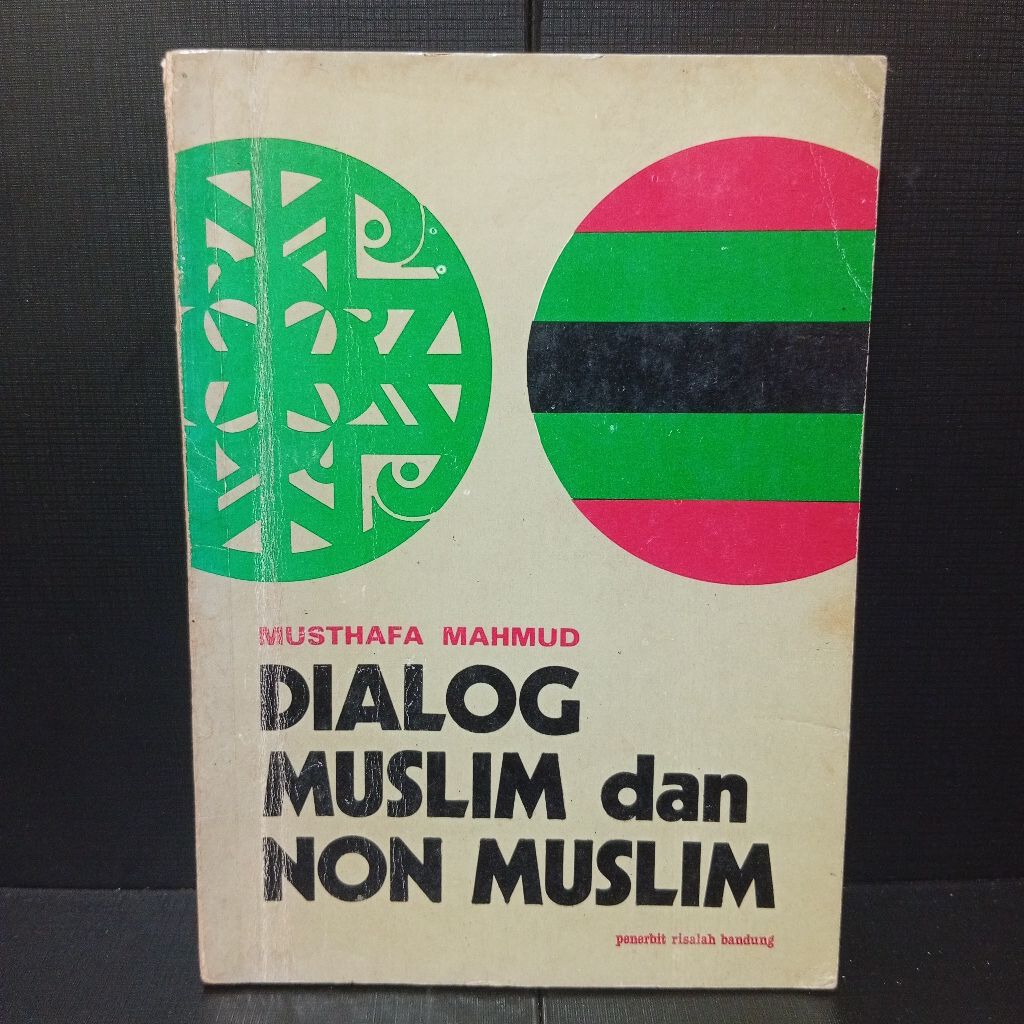 MUSTHAFA MAHMUD
DIALOG
MUSLIM dan
NON MUSLIM
penerbit risalah bandung